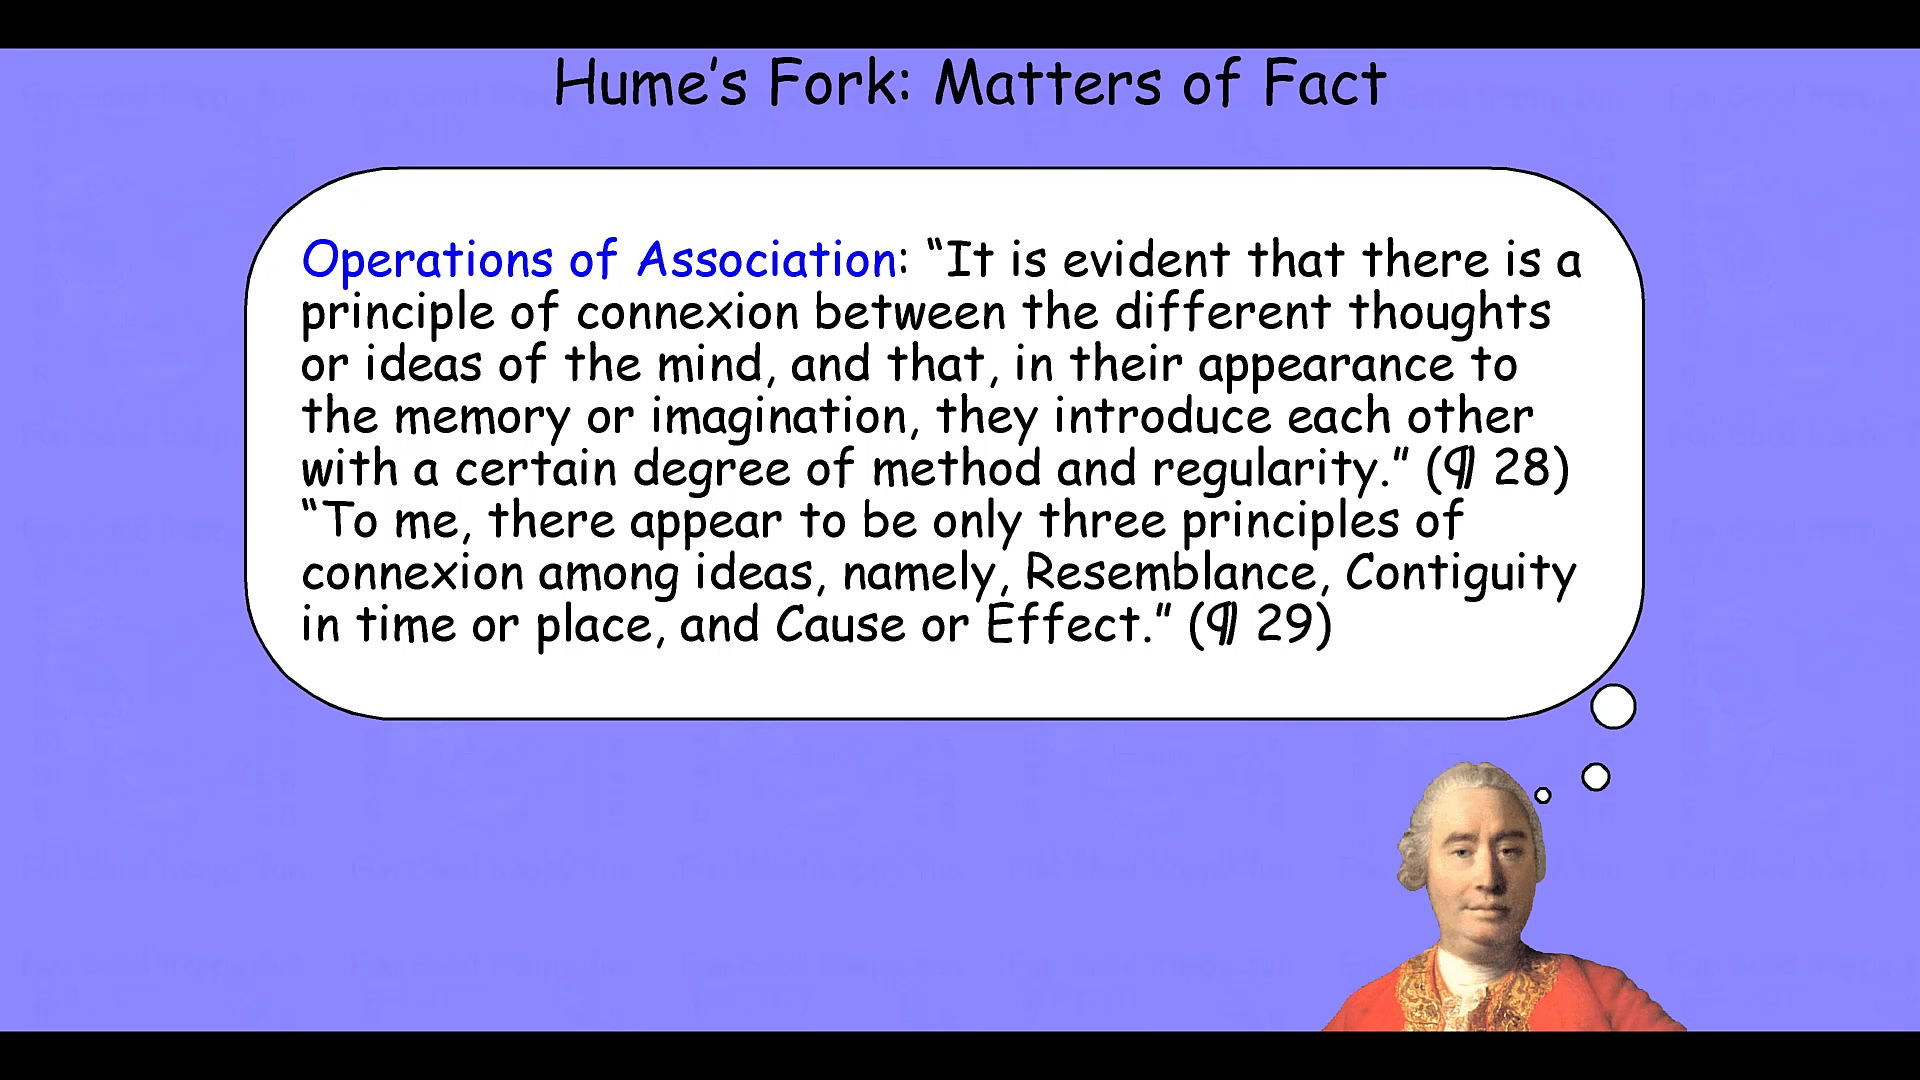 Hume’s Fork: Matters of Fact
Operations of Association: “It is evident that there is a
principle of connexion between the different thoughts
or ideas of the mind, and that, in their appearance to
the memory or imagination, they introduce each other
with a certain degree of method and regularity.” (¶ 28)
“To me, there appear to be only three principles of
connexion among ideas, namely, Resemblance, Contiguity
in time or place, and Cause or Effect.” (¶ 29)